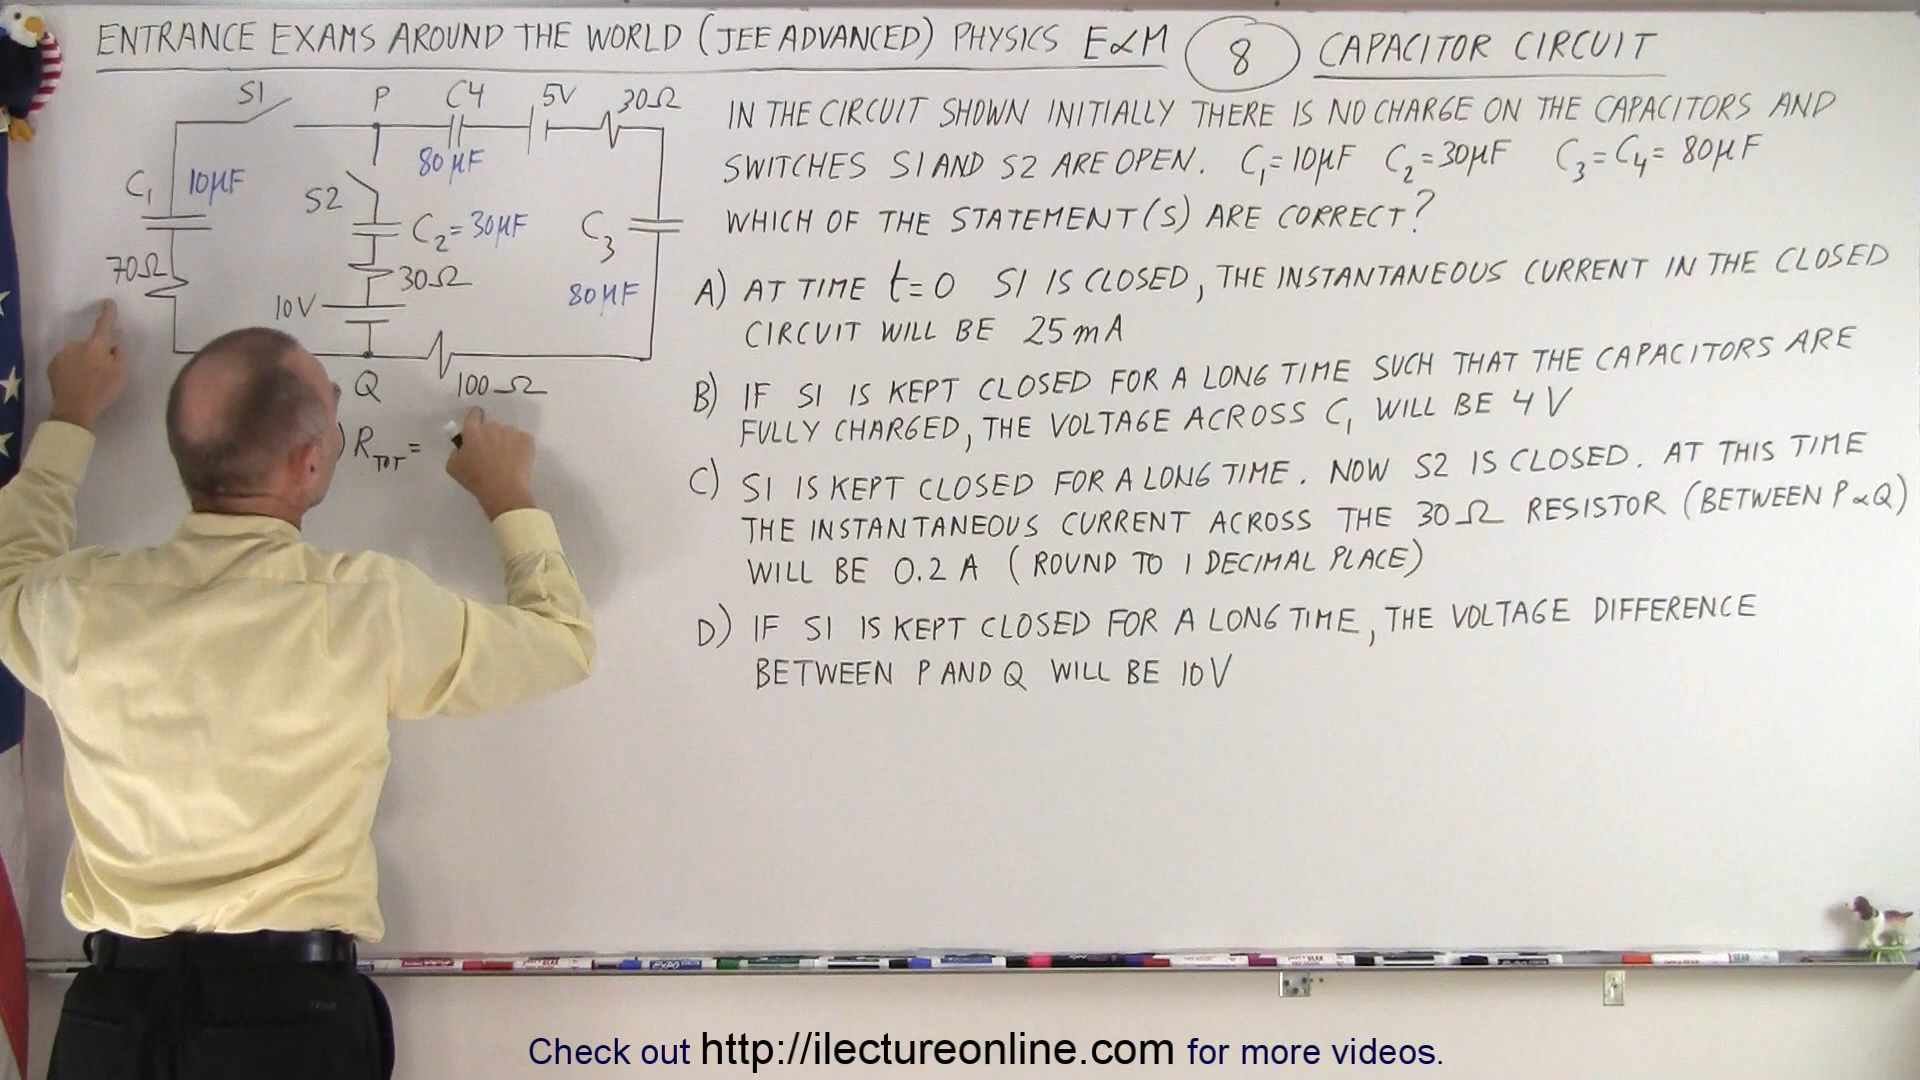 ENTRANCE EXAMS AROUND THE WORLD (JEE ADVANCED) PHYSICS E∝M 8 CAPACITOR CIRCUIT
S1 P C4 5V 30Ω
80µF
C₁ 10µF
S2
C₂ = 30µF
C₃
80µF
70Ω
30Ω
10V
Q
100Ω
) R_TOT =
IN THE CIRCUIT SHOWN INITIALLY THERE IS NO CHARGE ON THE CAPACITORS AND
SWITCHES S1 AND S2 ARE OPEN. C₁=10µF C₂=30µF C₃=C₄=80µF
WHICH OF THE STATEMENT(S) ARE CORRECT?
A) AT TIME t=0 S1 IS CLOSED, THE INSTANTANEOUS CURRENT IN THE CLOSED
CIRCUIT WILL BE 25mA
B) IF S1 IS KEPT CLOSED FOR A LONG TIME SUCH THAT THE CAPACITORS ARE
FULLY CHARGED, THE VOLTAGE ACROSS C₁ WILL BE 4V
C) S1 IS KEPT CLOSED FOR A LONG TIME. NOW S2 IS CLOSED. AT THIS TIME
THE INSTANTANEOUS CURRENT ACROSS THE 30Ω RESISTOR (BETWEEN P∝Q)
WILL BE 0.2A (ROUND TO 1 DECIMAL PLACE)
D) IF S1 IS KEPT CLOSED FOR A LONG TIME, THE VOLTAGE DIFFERENCE
BETWEEN P AND Q WILL BE 10V
Check out http://ilectureonline.com for more videos.